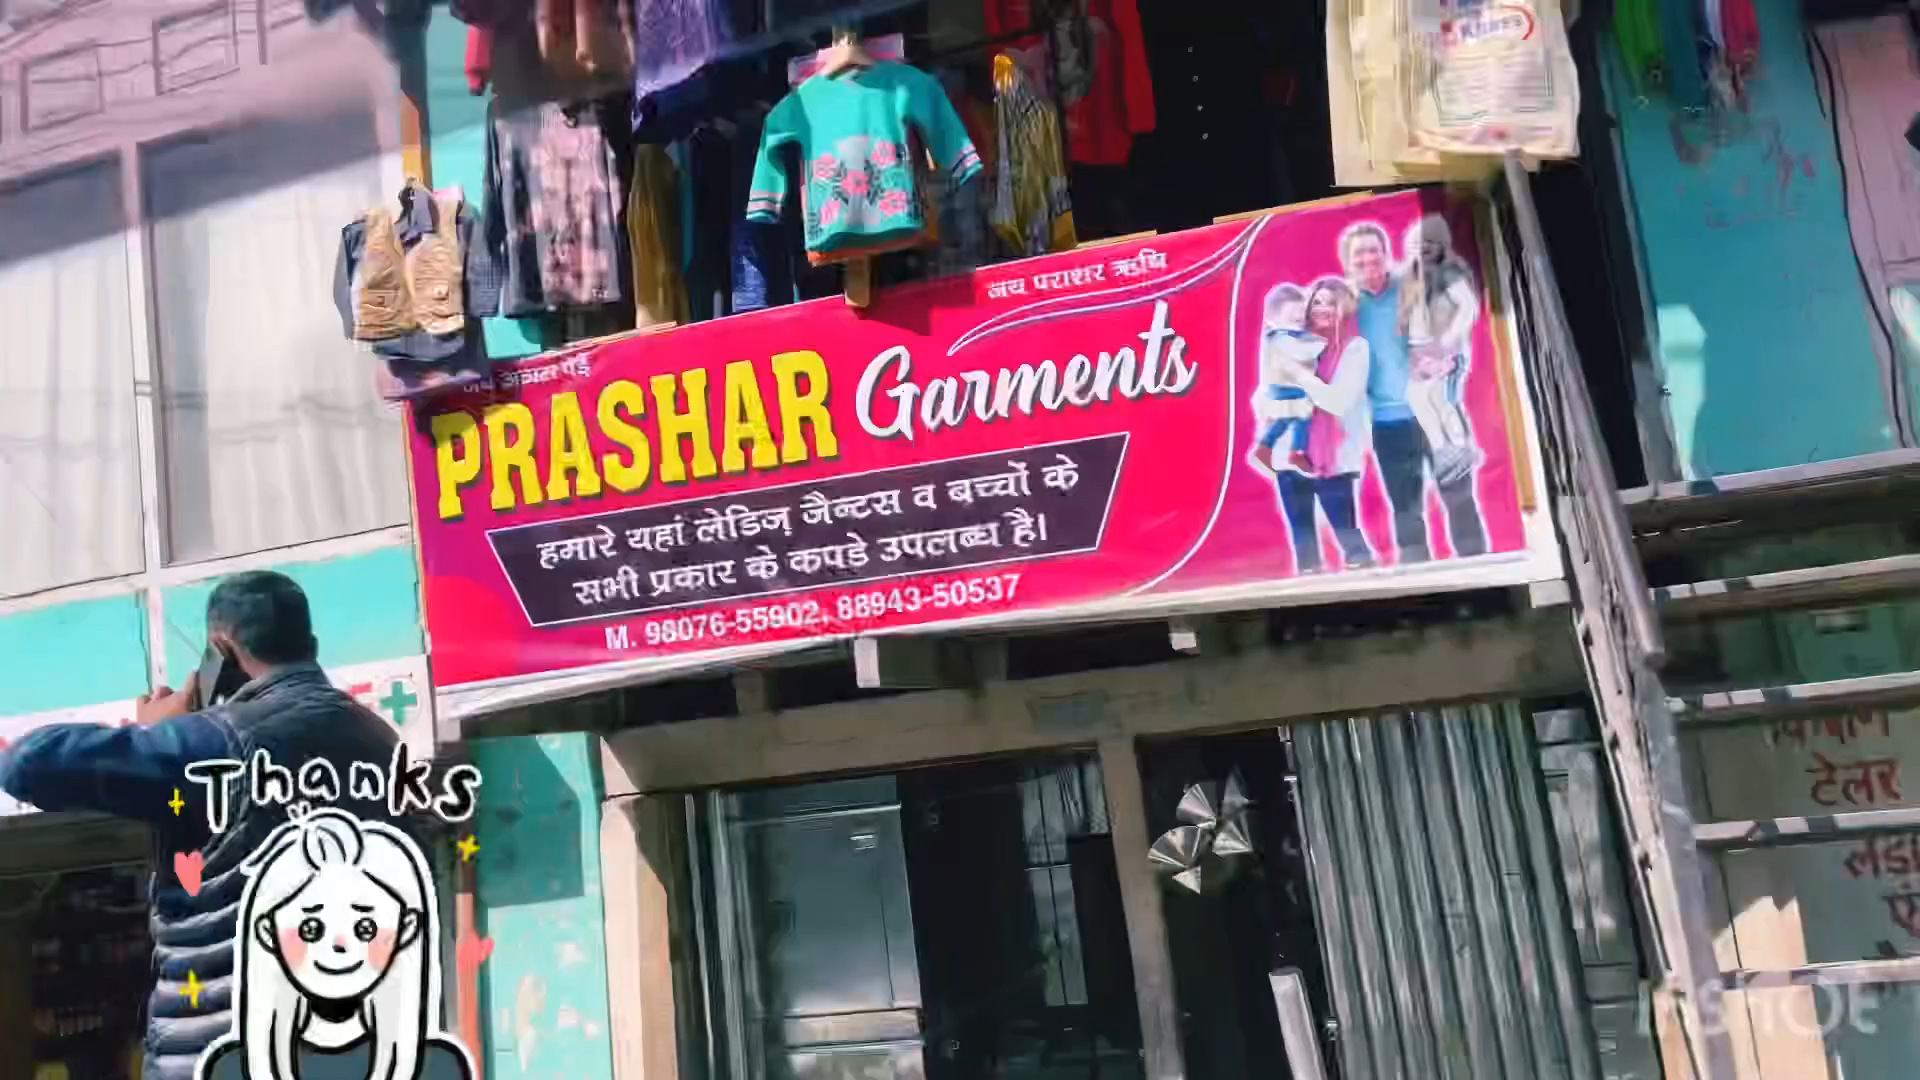 जय पराशर ऋषि
PRASHAR Garments
हमारे यहां लेडिज़ जैन्टस व बच्चों के
सभी प्रकार के कपडे उपलब्ध है।
M. 98076-55902, 88943-50537
टेलर
Thanks